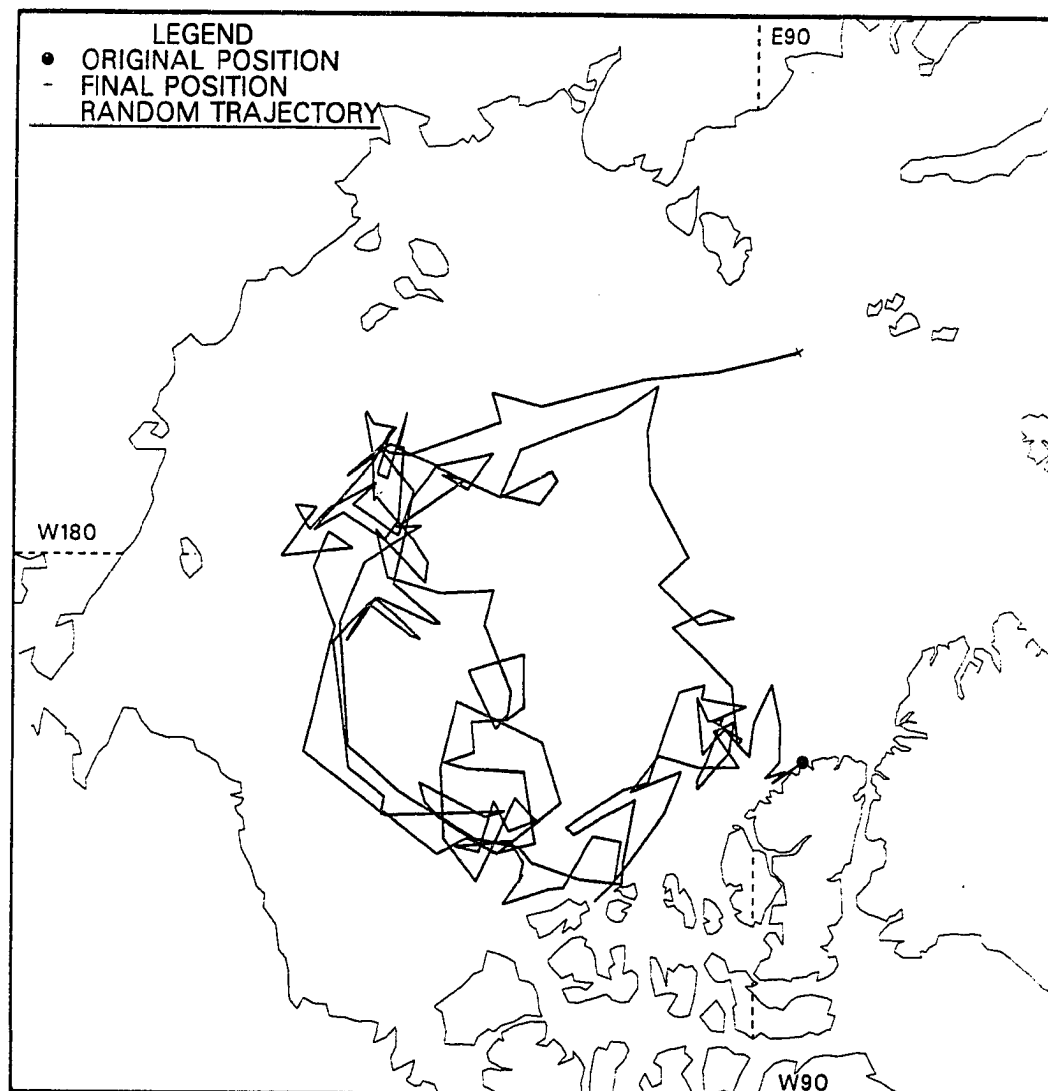 LEGEND
● ORIGINAL POSITION
- FINAL POSITION
RANDOM TRAJECTORY
E90
W180
W90